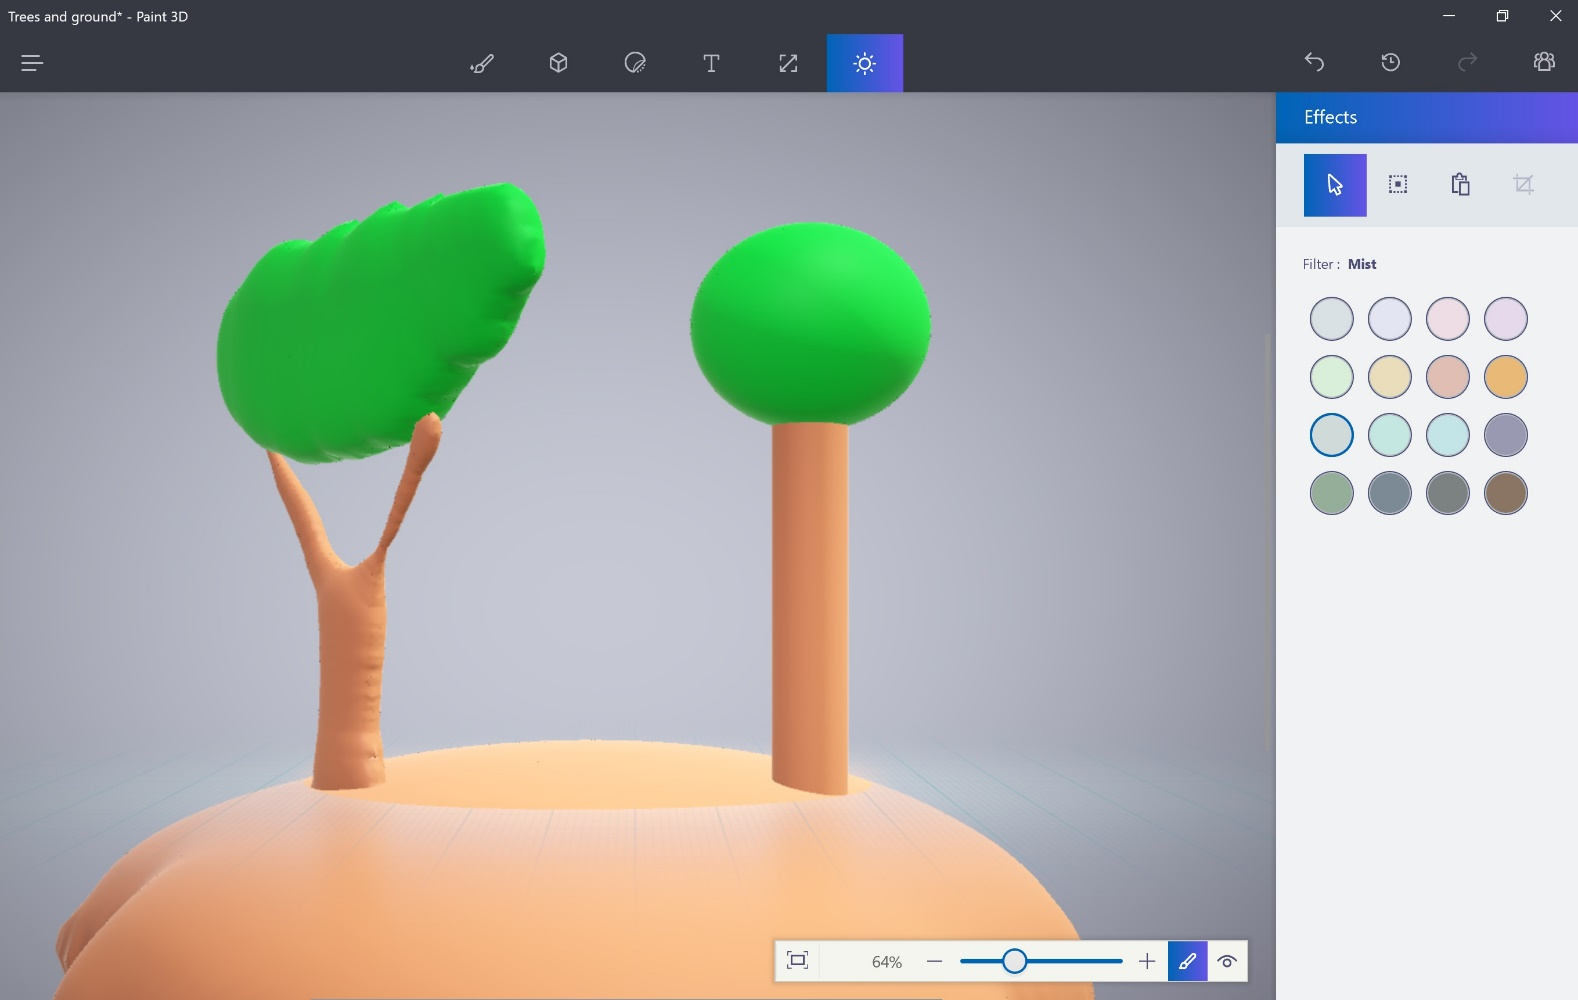 Trees and ground* - Paint 3D
Effects
Filter : Mist
64%